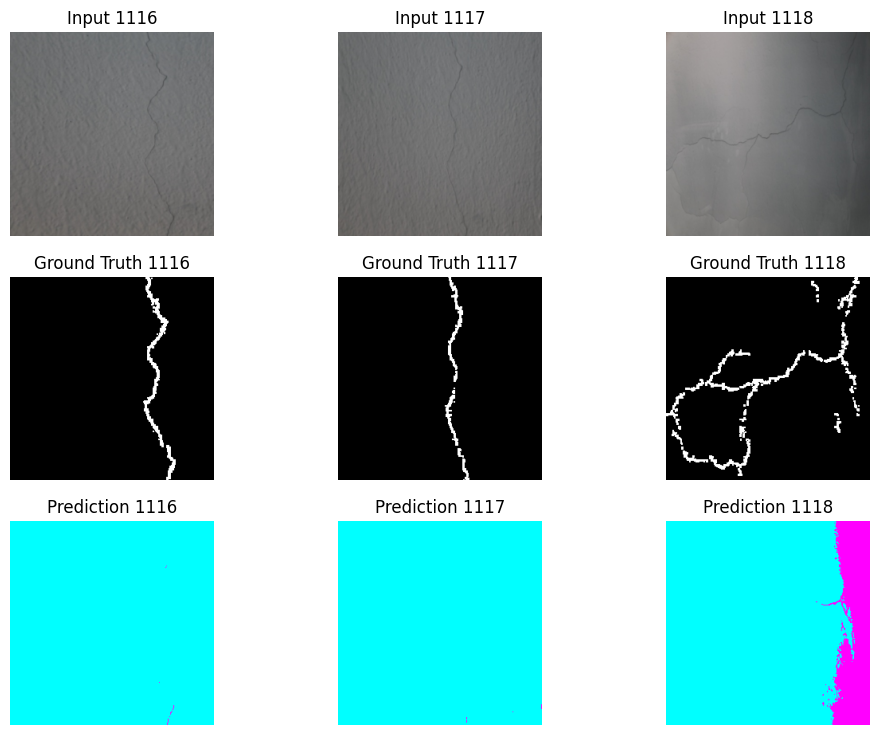 Input 1116
Input 1117
Input 1118
Ground Truth 1116
Ground Truth 1117
Ground Truth 1118
Prediction 1116
Prediction 1117
Prediction 1118